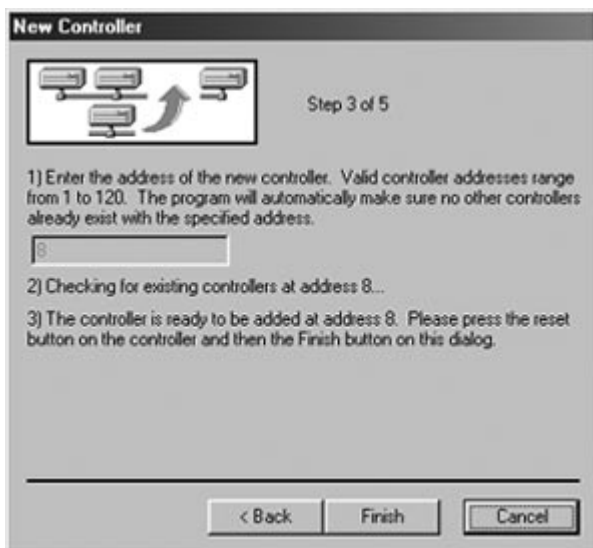 New Controller
Step 3 of 5
1) Enter the address of the new controller. Valid controller addresses range
from 1 to 120. The program will automatically make sure no other controllers
already exist with the specified address.
8
2) Checking for existing controllers at address 8...
3) The controller is ready to be added at address 8. Please press the reset
button on the controller and then the Finish button on this dialog.
< Back
Finish
Cancel